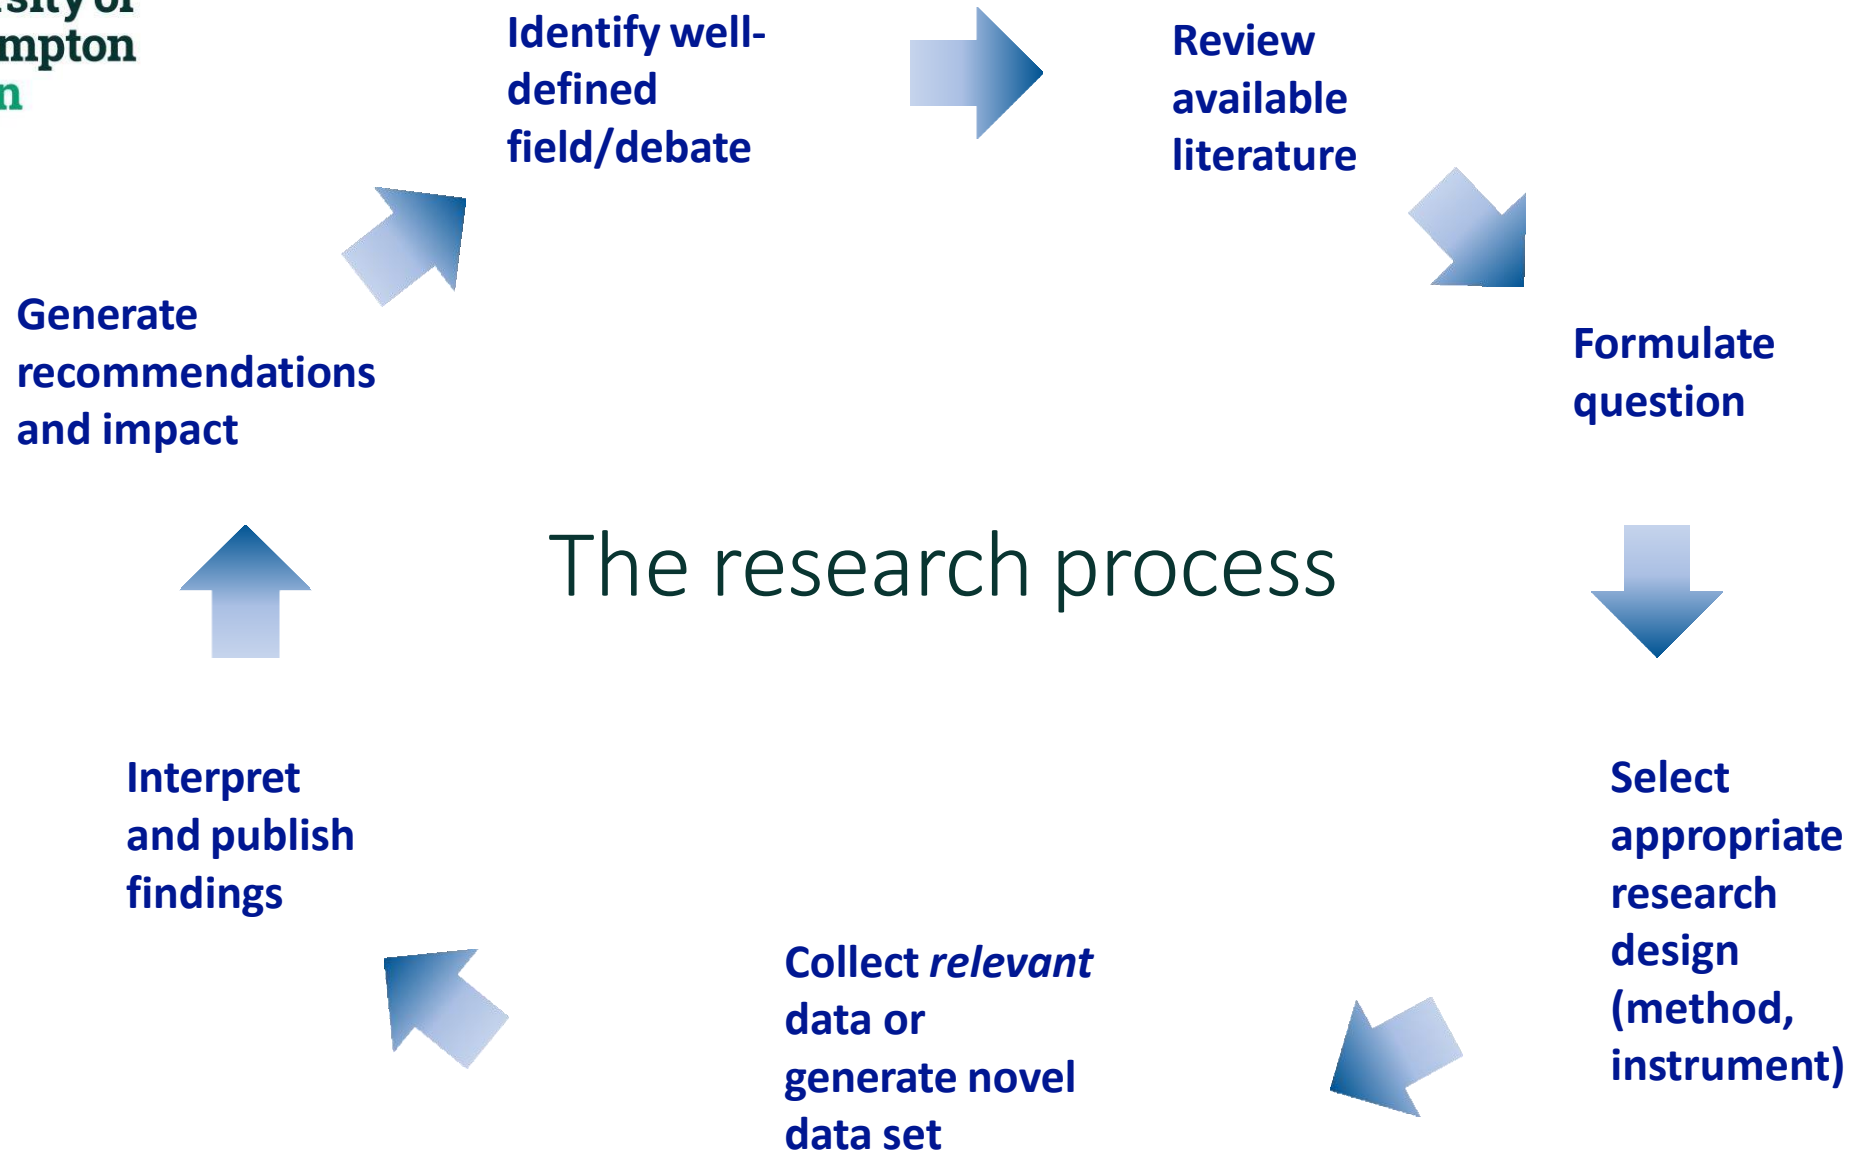 mpton
Identify well-
defined
field/debate
Review
available
literature
Formulate
question
Select
appropriate
research
design
(method,
instrument)
Collect relevant
data or
generate novel
data set
Interpret
and publish
findings
Generate
recommendations
and impact
The research process